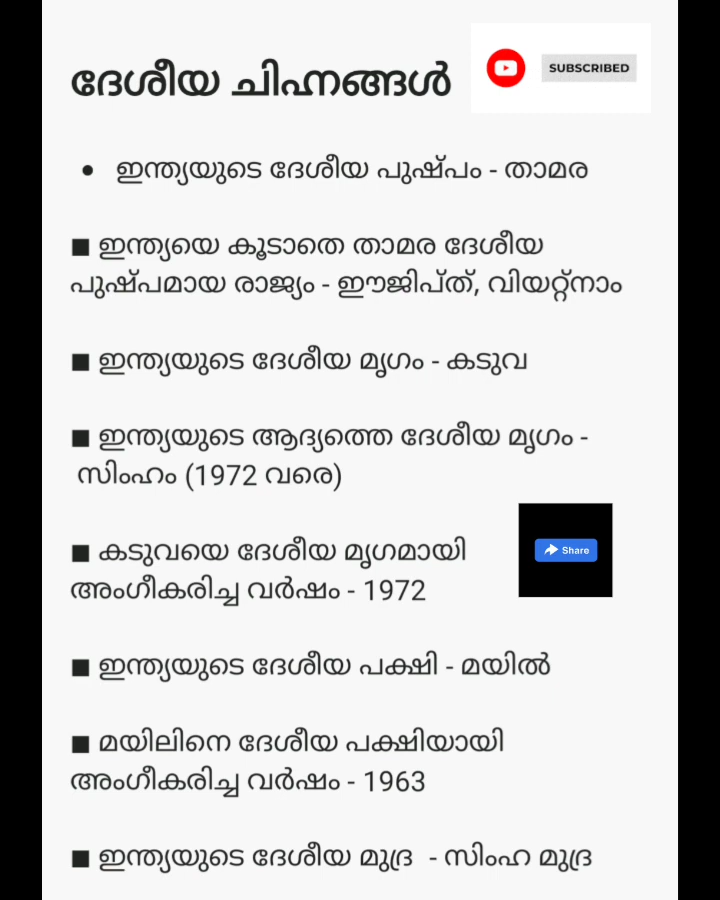 ദേശീയ ചിഹ്നങ്ങൾ
SUBSCRIBED
• ഇന്ത്യയുടെ ദേശീയ പുഷ്പം - താമര
■ ഇന്ത്യയെ കൂടാതെ താമര ദേശീയ
പുഷ്പമായ രാജ്യം - ഈജിപ്ത്, വിയറ്റ്നാം
■ ഇന്ത്യയുടെ ദേശീയ മൃഗം - കടുവ
■ ഇന്ത്യയുടെ ആദ്യത്തെ ദേശീയ മൃഗം -
സിംഹം (1972 വരെ)
■ കടുവയെ ദേശീയ മൃഗമായി
അംഗീകരിച്ച വർഷം - 1972
Share
■ ഇന്ത്യയുടെ ദേശീയ പക്ഷി - മയിൽ
■ മയിലിനെ ദേശീയ പക്ഷിയായി
അംഗീകരിച്ച വർഷം - 1963
■ ഇന്ത്യയുടെ ദേശീയ മുദ്ര - സിംഹ മുദ്ര